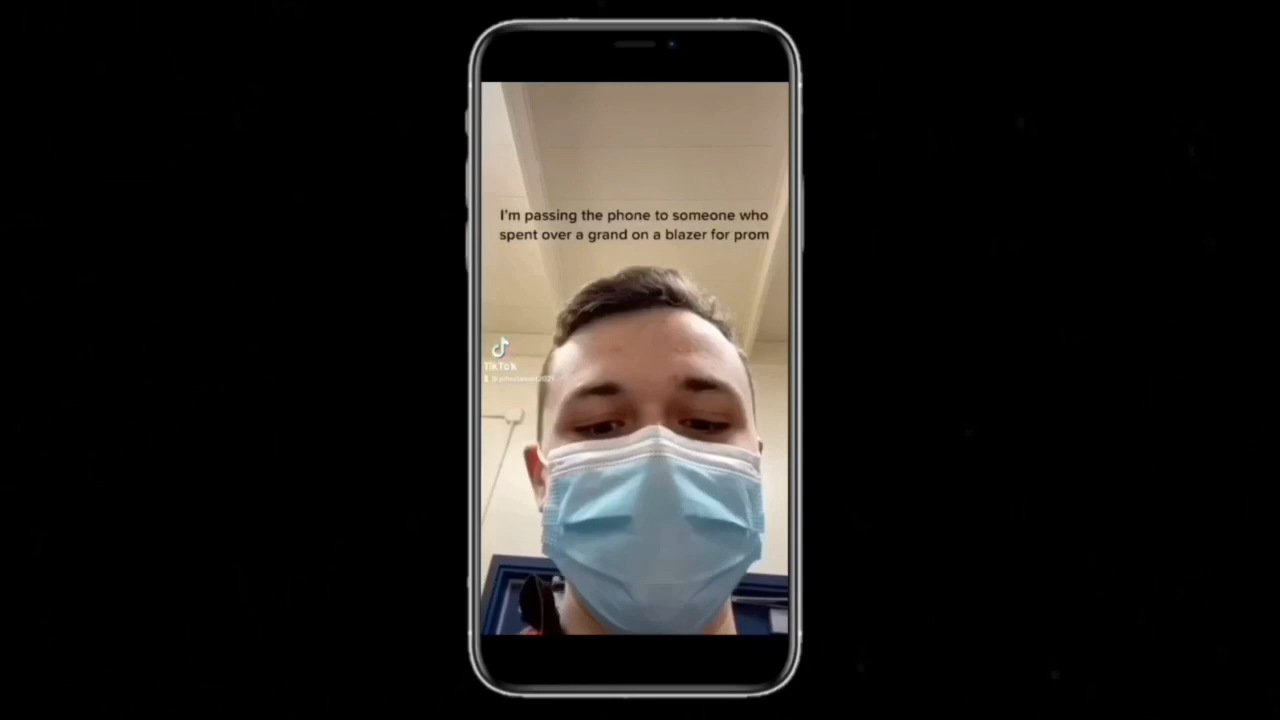 I'm passing the phone to someone who
spent over a grand on a blazer for prom
TikTok